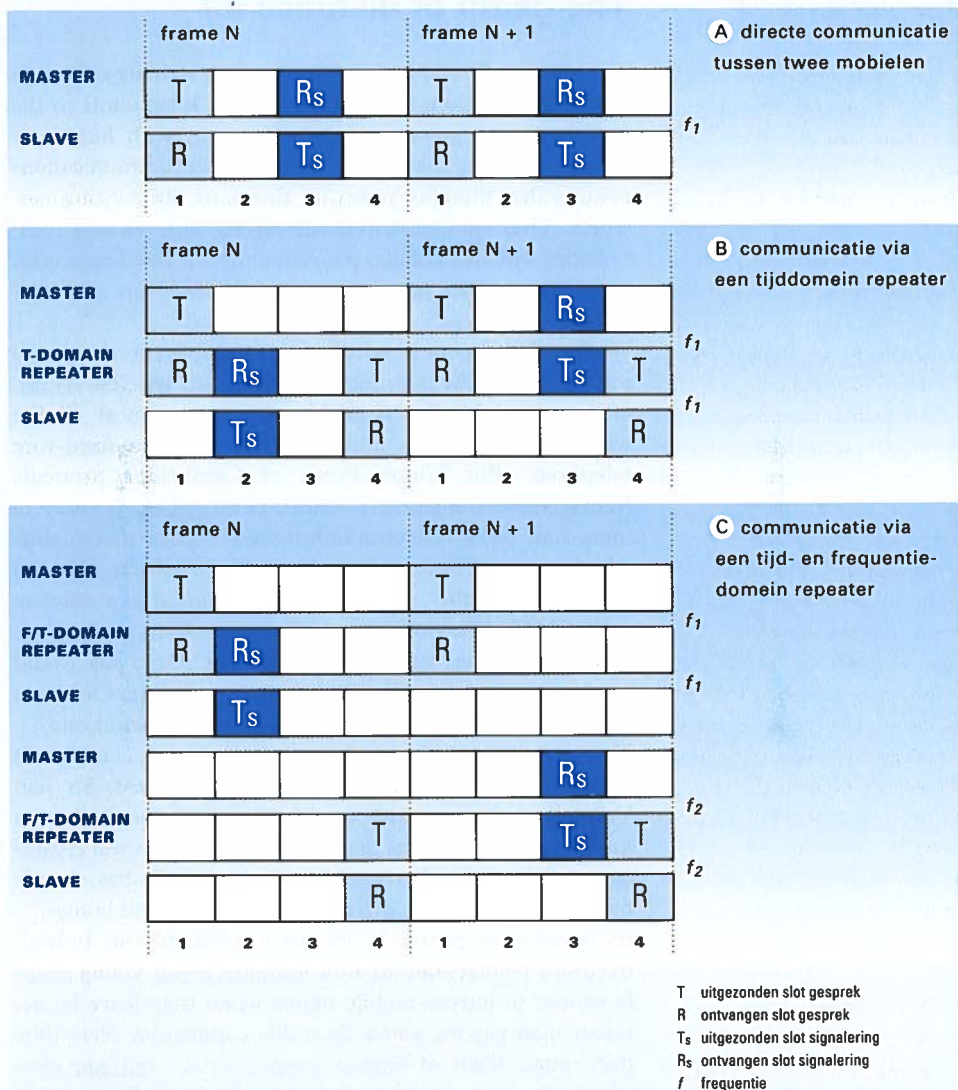 frame N frame N + 1 A directe communicatie
tussen twee mobielen
MASTER T Rs T Rs
f1
SLAVE R Ts R Ts
1 2 3 4 1 2 3 4
frame N frame N + 1 B communicatie via
een tijddomein repeater
MASTER T T Rs
f1
T-DOMAIN
REPEATER R Rs T R Ts T
f1
SLAVE Ts R R
1 2 3 4 1 2 3 4
frame N frame N + 1 C communicatie via
een tijd- en frequentie-
domein repeater
MASTER T T
f1
F/T-DOMAIN
REPEATER R Rs R
f1
SLAVE Ts
MASTER Rs
f2
F/T-DOMAIN
REPEATER T Ts T
f2
SLAVE R R
1 2 3 4 1 2 3 4
T uitgezonden slot gesprek
R ontvangen slot gesprek
Ts uitgezonden slot signalering
Rs ontvangen slot signalering
f frequentie